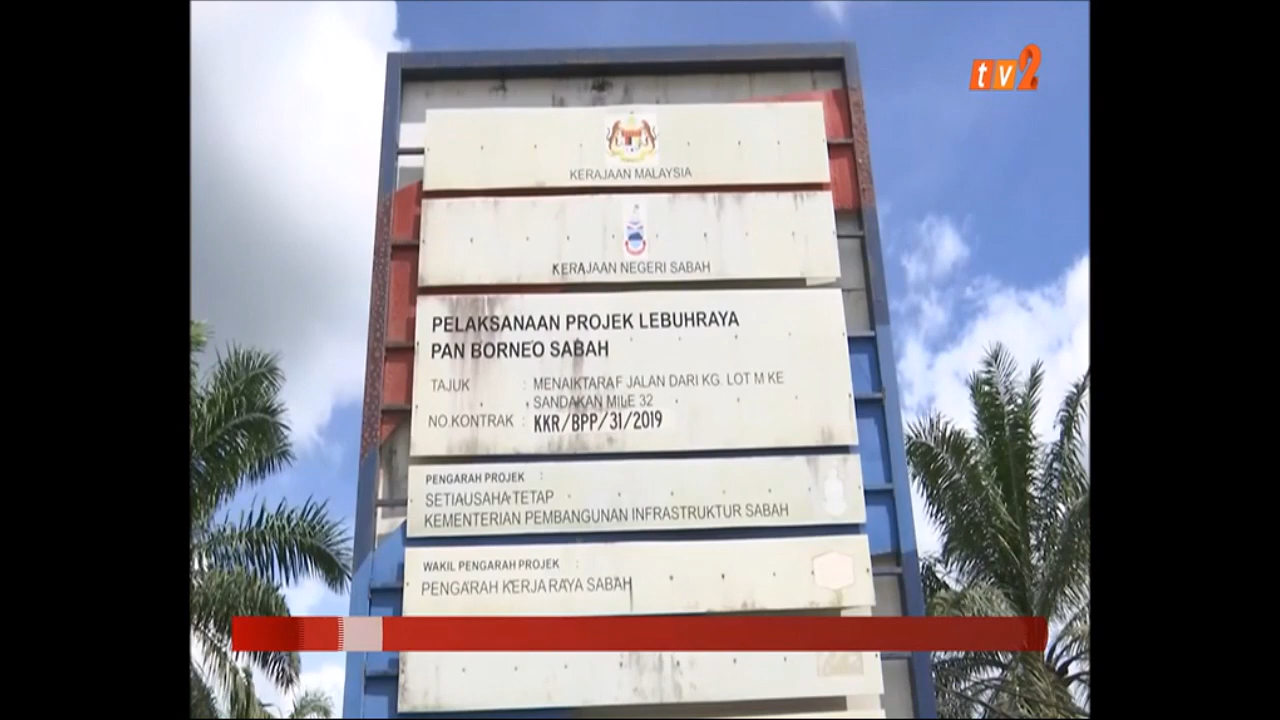 tv2
KERAJAAN MALAYSIA
KERAJAAN NEGERI SABAH
PELAKSANAAN PROJEK LEBUHRAYA
PAN BORNEO SABAH
TAJUK : MENAIKTARAF JALAN DARI KG. LOT M KE
SANDAKAN MILE 32
NO.KONTRAK : KKR/BPP/31/2019
PENGARAH PROJEK :
SETIAUSAHA TETAP
KEMENTERIAN PEMBANGUNAN INFRASTRUKTUR SABAH
WAKIL PENGARAH PROJEK :
PENGARAH KERJA RAYA SABAH